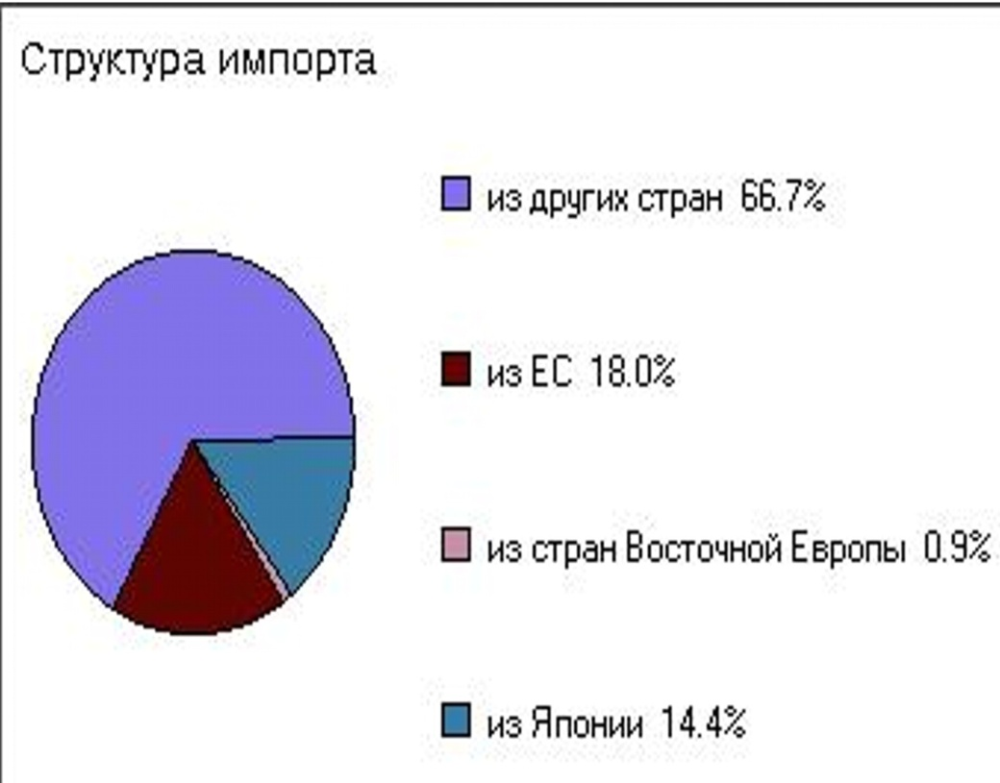 Структура импорта
из других стран 66.7%
из ЕС 18.0%
из стран Восточной Европы 0.9%
из Японии 14.4%